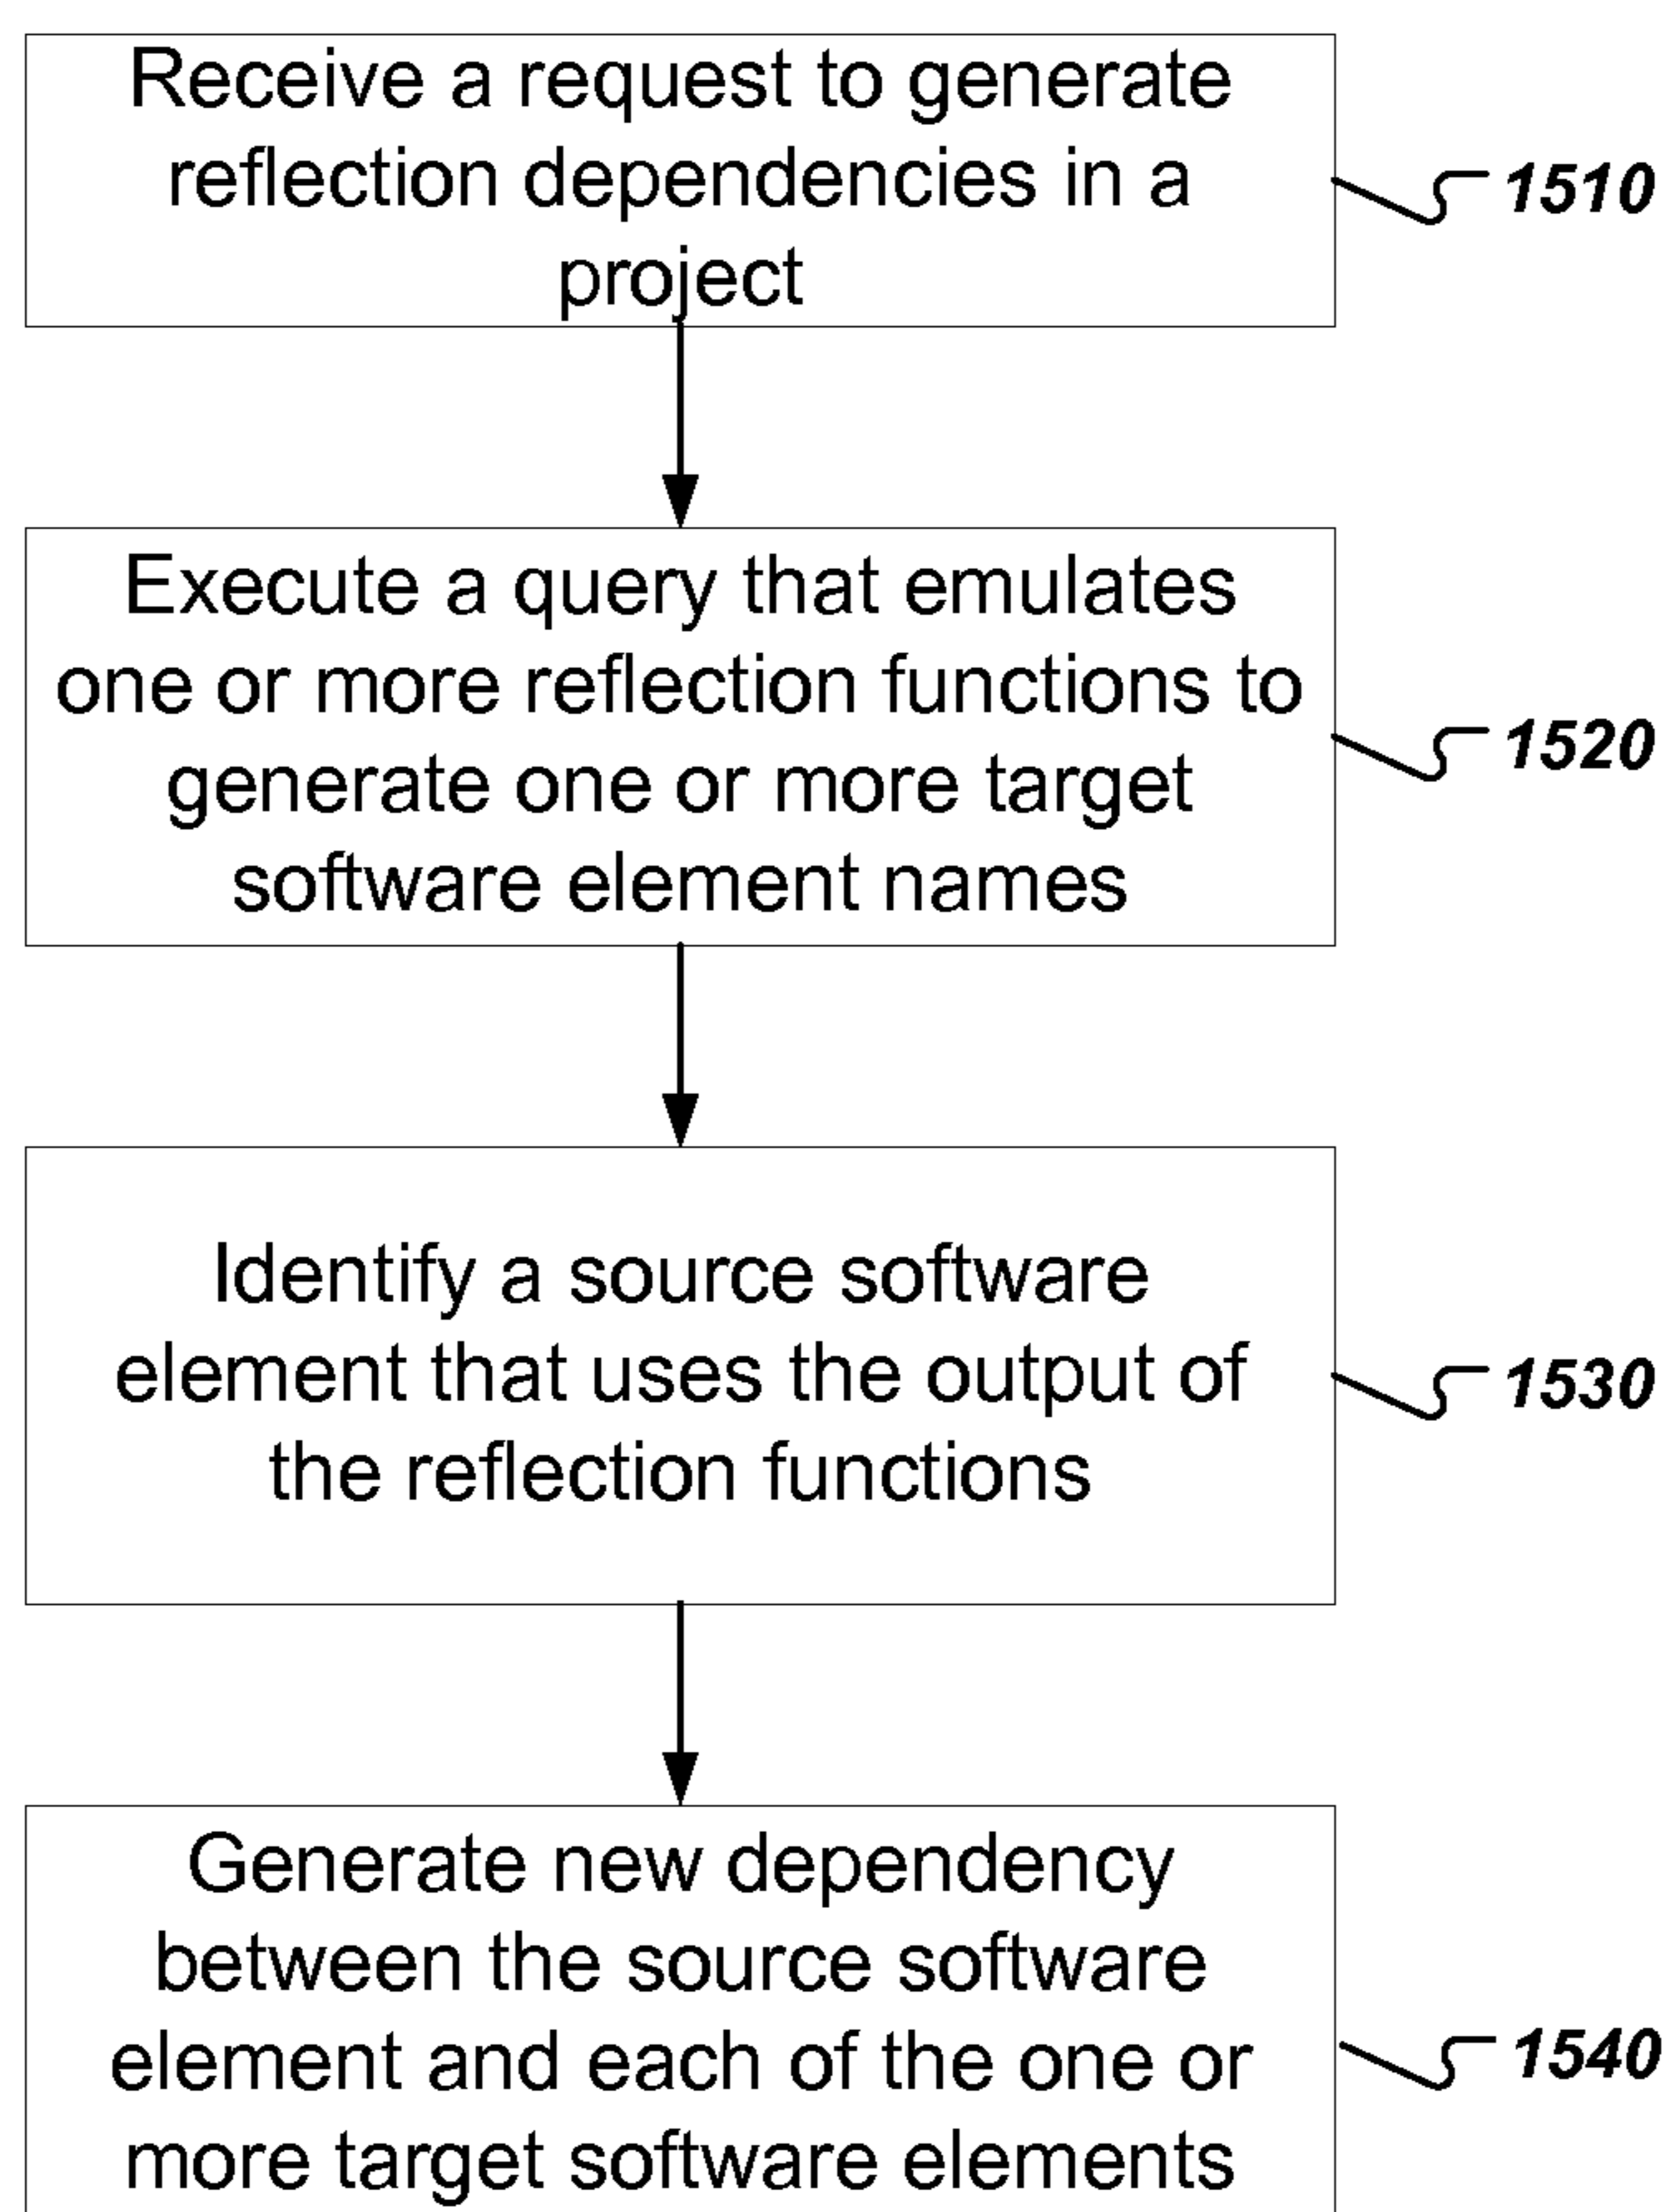 Receive a request to generate
reflection dependencies in a
project
1510
Execute a query that emulates
one or more reflection functions to
generate one or more target
software element names
1520
Identify a source software
element that uses the output of
the reflection functions
1530
Generate new dependency
between the source software
element and each of the one or
more target software elements
1540